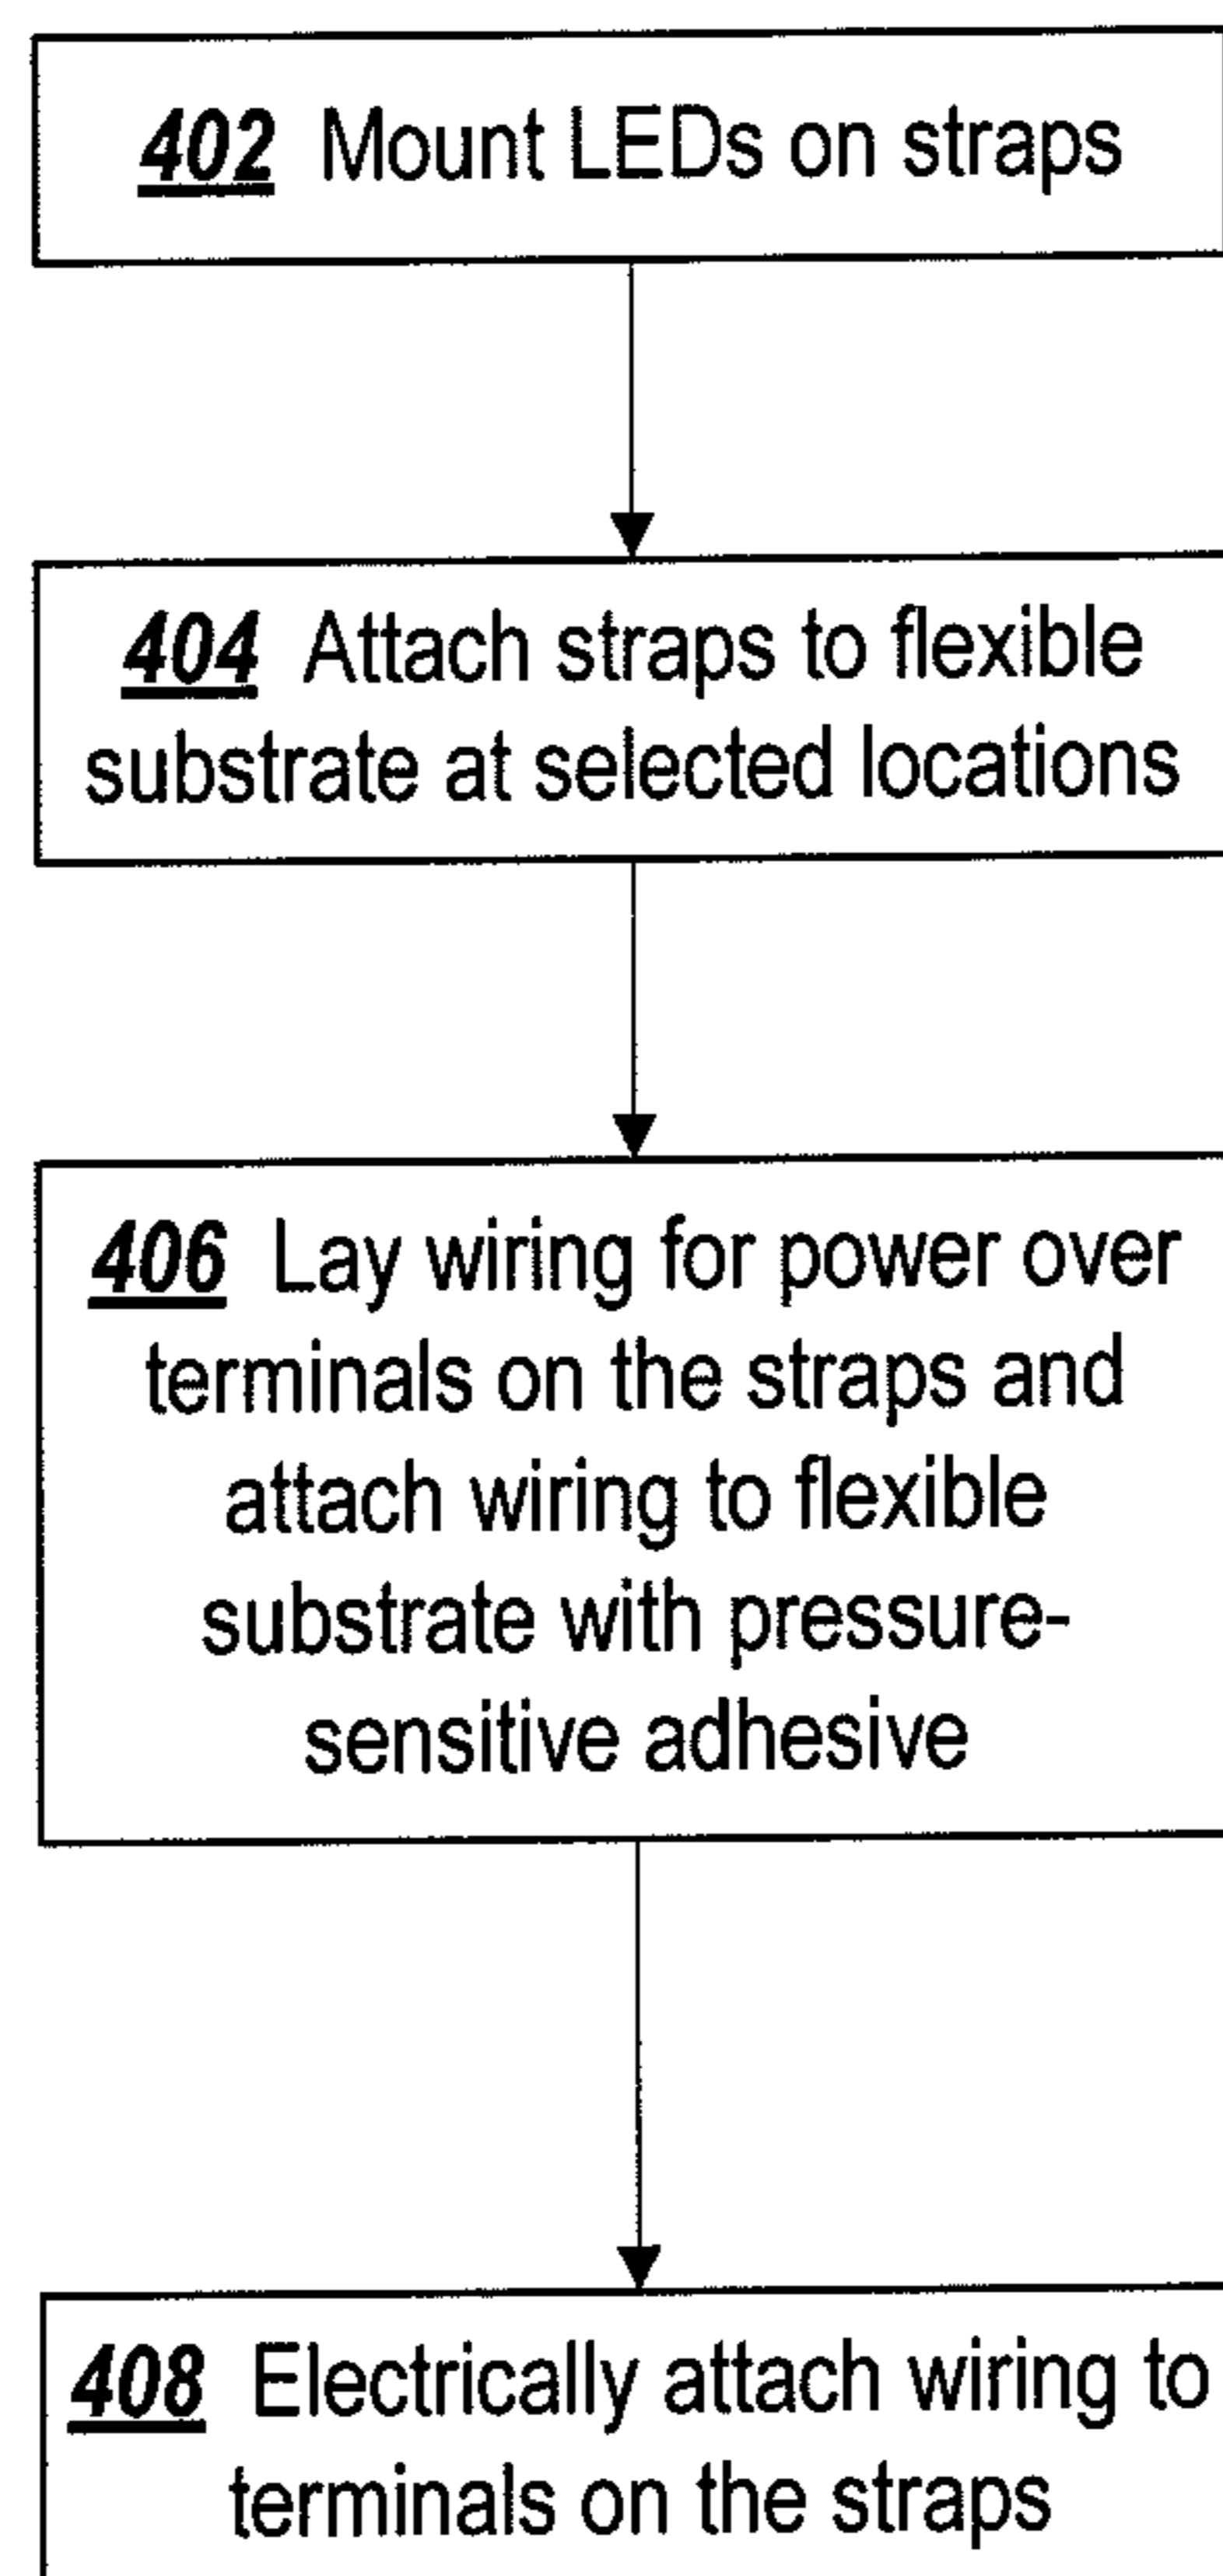 402 Mount LEDs on straps
404 Attach straps to flexible
substrate at selected locations
406 Lay wiring for power over
terminals on the straps and
attach wiring to flexible
substrate with pressure-
sensitive adhesive
408 Electrically attach wiring to
terminals on the straps